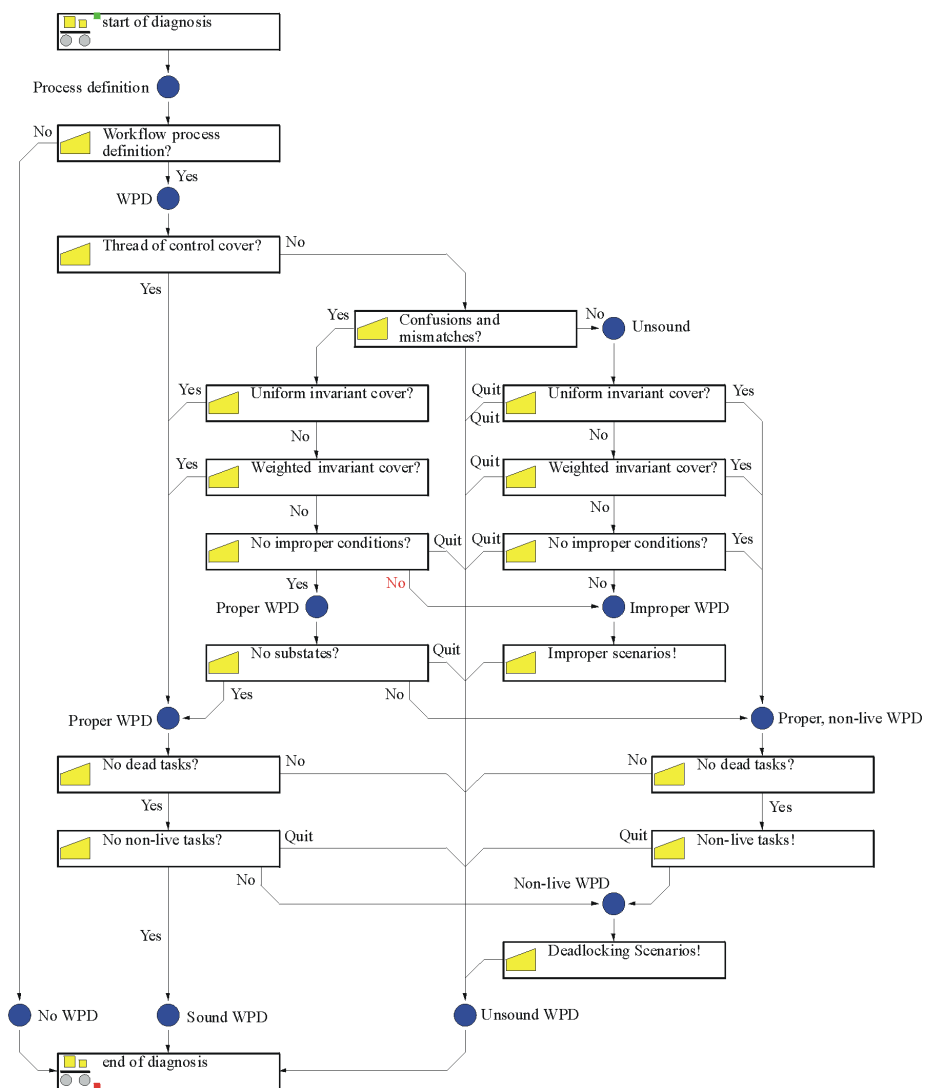 start of diagnosis
Process definition
No
Workflow process
definition?
Yes
WPD
Thread of control cover?
No
Yes
Yes
Confusions and
mismatches?
No
Unsound
Yes
Uniform invariant cover?
Quit
Quit
Uniform invariant cover?
Yes
No
No
Yes
Weighted invariant cover?
Quit
Weighted invariant cover?
Yes
No
No
No improper conditions?
Quit
Quit
No improper conditions?
Yes
Yes
No
No
Proper WPD
Improper WPD
No substates?
Quit
Improper scenarios!
Yes
No
Proper WPD
Proper, non-live WPD
No dead tasks?
No
No
No dead tasks?
Yes
Yes
No non-live tasks?
Quit
Quit
Non-live tasks!
No
Non-live WPD
Yes
Deadlocking Scenarios!
No WPD
Sound WPD
Unsound WPD
end of diagnosis